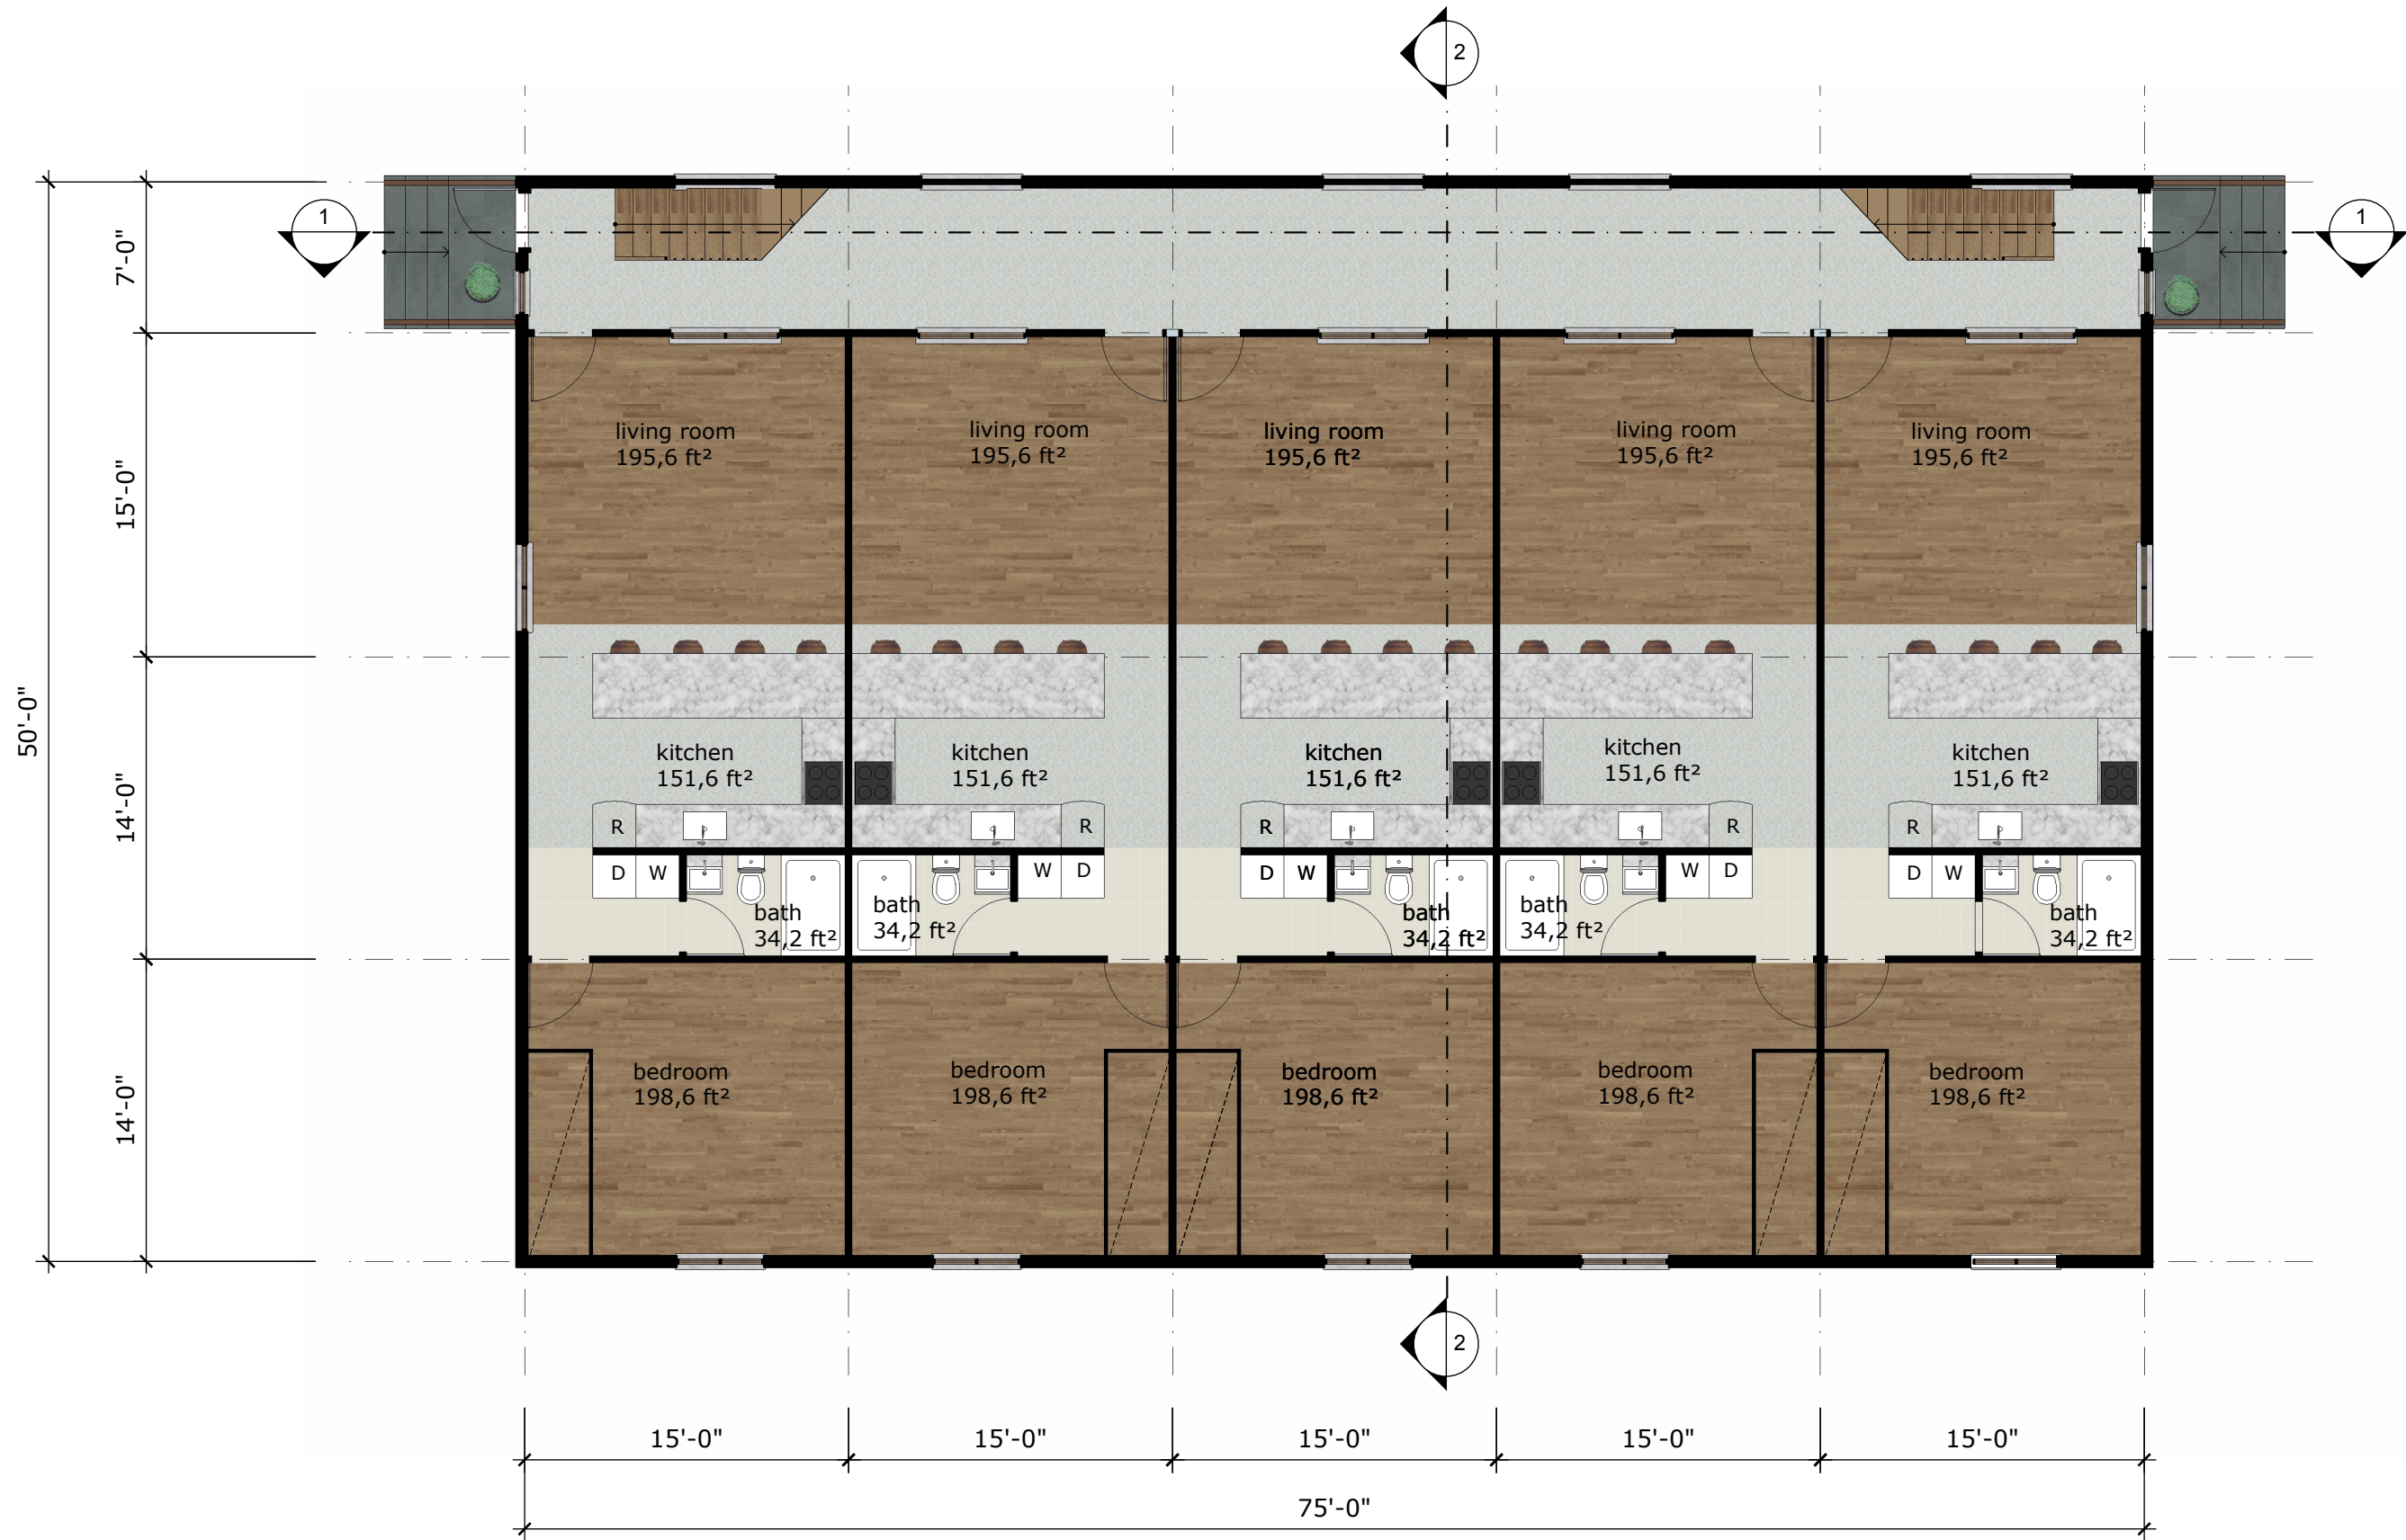 2
1
1
7'-0"
15'-0"
50'-0"
14'-0"
14'-0"
living room
195,6 ft²
living room
195,6 ft²
living room
195,6 ft²
living room
195,6 ft²
living room
195,6 ft²
kitchen
151,6 ft²
kitchen
151,6 ft²
kitchen
151,6 ft²
kitchen
151,6 ft²
kitchen
151,6 ft²
R
R
R
R
R
D W
W D
D W
W D
D W
bath
34,2 ft²
bath
34,2 ft²
bath
34,2 ft²
bath
34,2 ft²
bath
34,2 ft²
bedroom
198,6 ft²
bedroom
198,6 ft²
bedroom
198,6 ft²
bedroom
198,6 ft²
bedroom
198,6 ft²
2
15'-0"
15'-0"
15'-0"
15'-0"
15'-0"
75'-0"